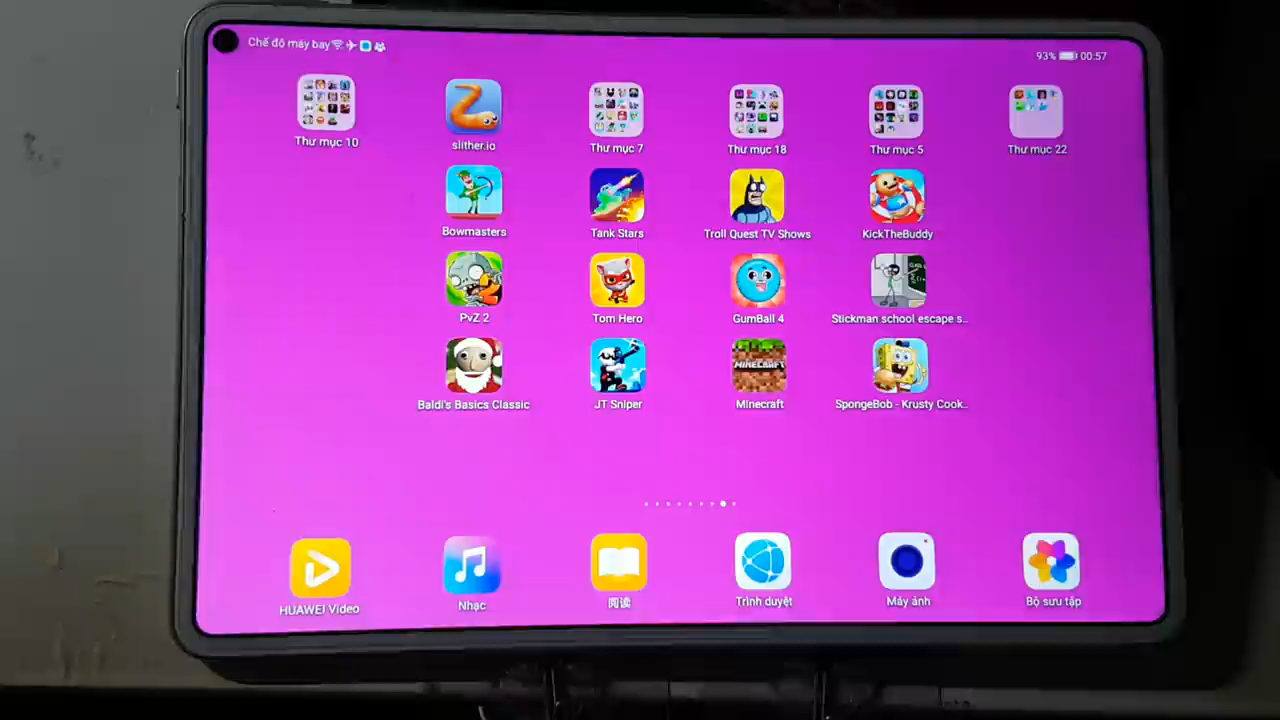 Chế độ máy bay
93% 00:57
Thư mục 10
slither.io
Thư mục 7
Thư mục 18
Thư mục 5
Thư mục 22
Bowmasters
Tank Stars
Troll Quest TV Shows
KickTheBuddy
PvZ 2
Tom Hero
GumBall 4
Stickman school escape s...
MINECRAFT
Baldi's Basics Classic
JT Sniper
Minecraft
SpongeBob - Krusty Cook...
HUAWEI Video
Nhạc
阅读
Trình duyệt
Máy ảnh
Bộ sưu tập